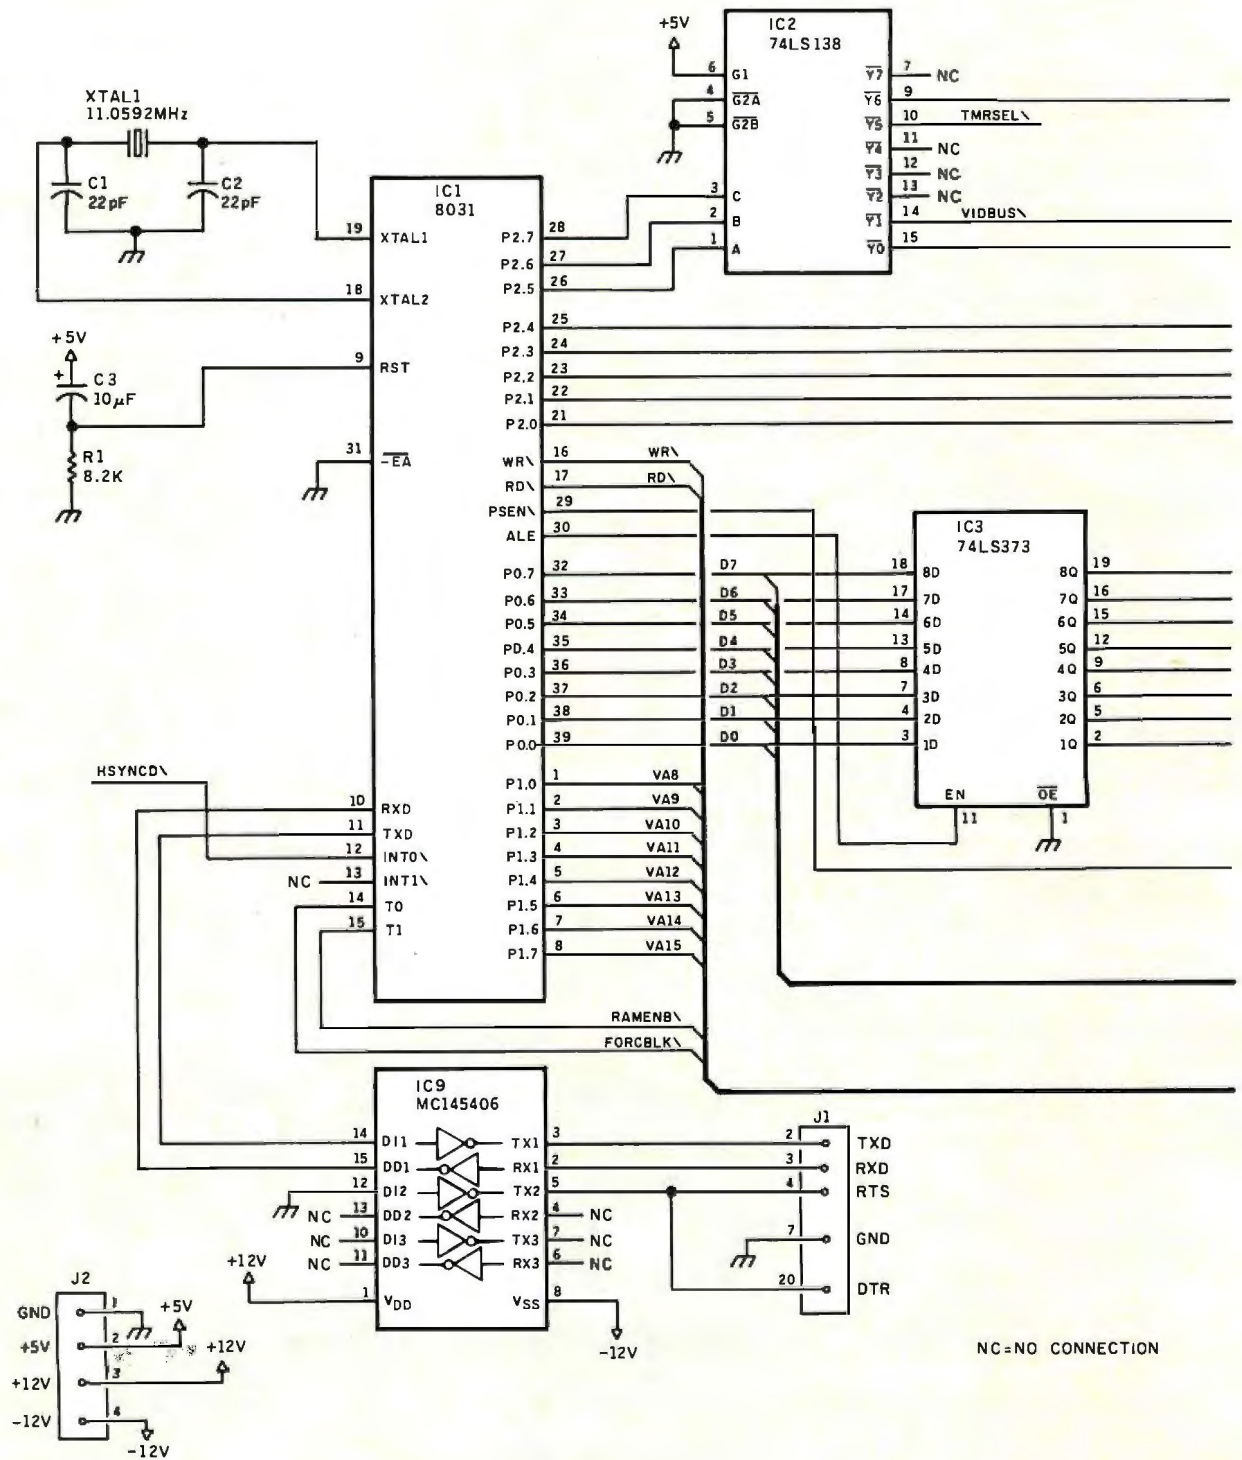 +5V
IC2
74LS138
6 G1
4 G2A
5 G2B
3 C
2 B
1 A
Y7 7 NC
Y6 9
Y5 10 TMRSEL\
Y4 11 NC
Y3 12 NC
Y2 13 NC
Y1 14 VIDBUS\
Y0 15
XTAL1
11.0592MHz
C1
22pF
C2
22pF
+5V
+
C3
10µF
R1
8.2K
IC1
8031
19 XTAL1
18 XTAL2
9 RST
31 -EA
10 RXD
11 TXD
12 INT0\
13 INT1\
NC
14 T0
15 T1
HSYNCD\
P2.7 28
P2.6 27
P2.5 26
P2.4 25
P2.3 24
P2.2 23
P2.1 22
P2.0 21
WR\ 16 WR\
RD\ 17 RD\
PSEN\ 29
ALE 30
P0.7 32 D7
P0.6 33 D6
P0.5 34 D5
P0.4 35 D4
P0.3 36 D3
P0.2 37 D2
P0.1 38 D1
P0.0 39 D0
P1.0 1 VA8
P1.1 2 VA9
P1.2 3 VA10
P1.3 4 VA11
P1.4 5 VA12
P1.5 6 VA13
P1.6 7 VA14
P1.7 8 VA15
RAMENB\
FORCBLK\
IC3
74LS373
18 8D 8Q 19
17 7D 7Q 16
14 6D 6Q 15
13 5D 5Q 12
8 4D 4Q 9
7 3D 3Q 6
4 2D 2Q 5
3 1D 1Q 2
EN OE
11 1
IC9
MC145406
14 DI1 TX1 3
15 DD1 RX1 2
12 DI2 TX2 5
NC 13 DD2 RX2 4 NC
NC 10 DI3 TX3 7 NC
NC 11 DD3 RX3 6 NC
+12V
1 VDD VSS 8
-12V
J1
2 TXD
3 RXD
4 RTS
7 GND
20 DTR
J2
GND 1
+5V 2 +5V
+12V 3 +12V
-12V 4
-12V
NC=NO CONNECTION